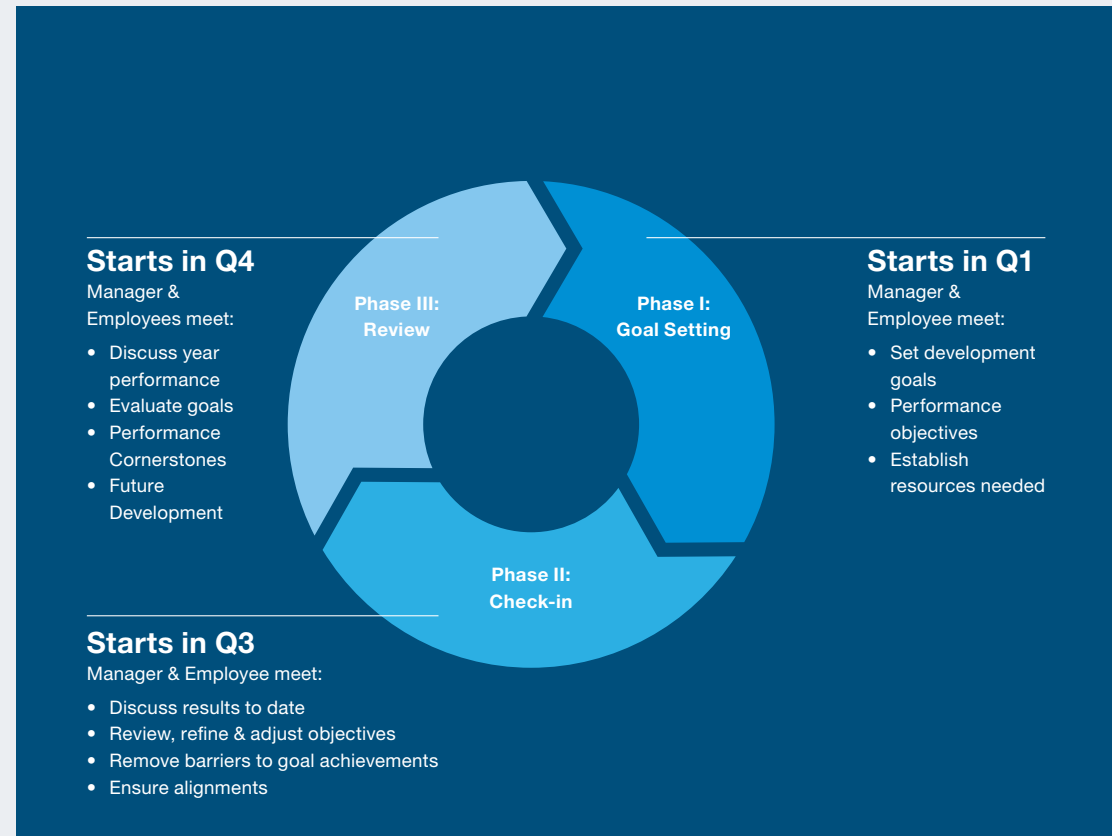 Starts in Q4
Manager &
Employees meet:
• Discuss year
performance
• Evaluate goals
• Performance
Cornerstones
• Future
Development
Phase III:
Review
Phase I:
Goal Setting
Starts in Q1
Manager &
Employee meet:
• Set development
goals
• Performance
objectives
• Establish
resources needed
Phase II:
Check-in
Starts in Q3
Manager & Employee meet:
• Discuss results to date
• Review, refine & adjust objectives
• Remove barriers to goal achievements
• Ensure alignments